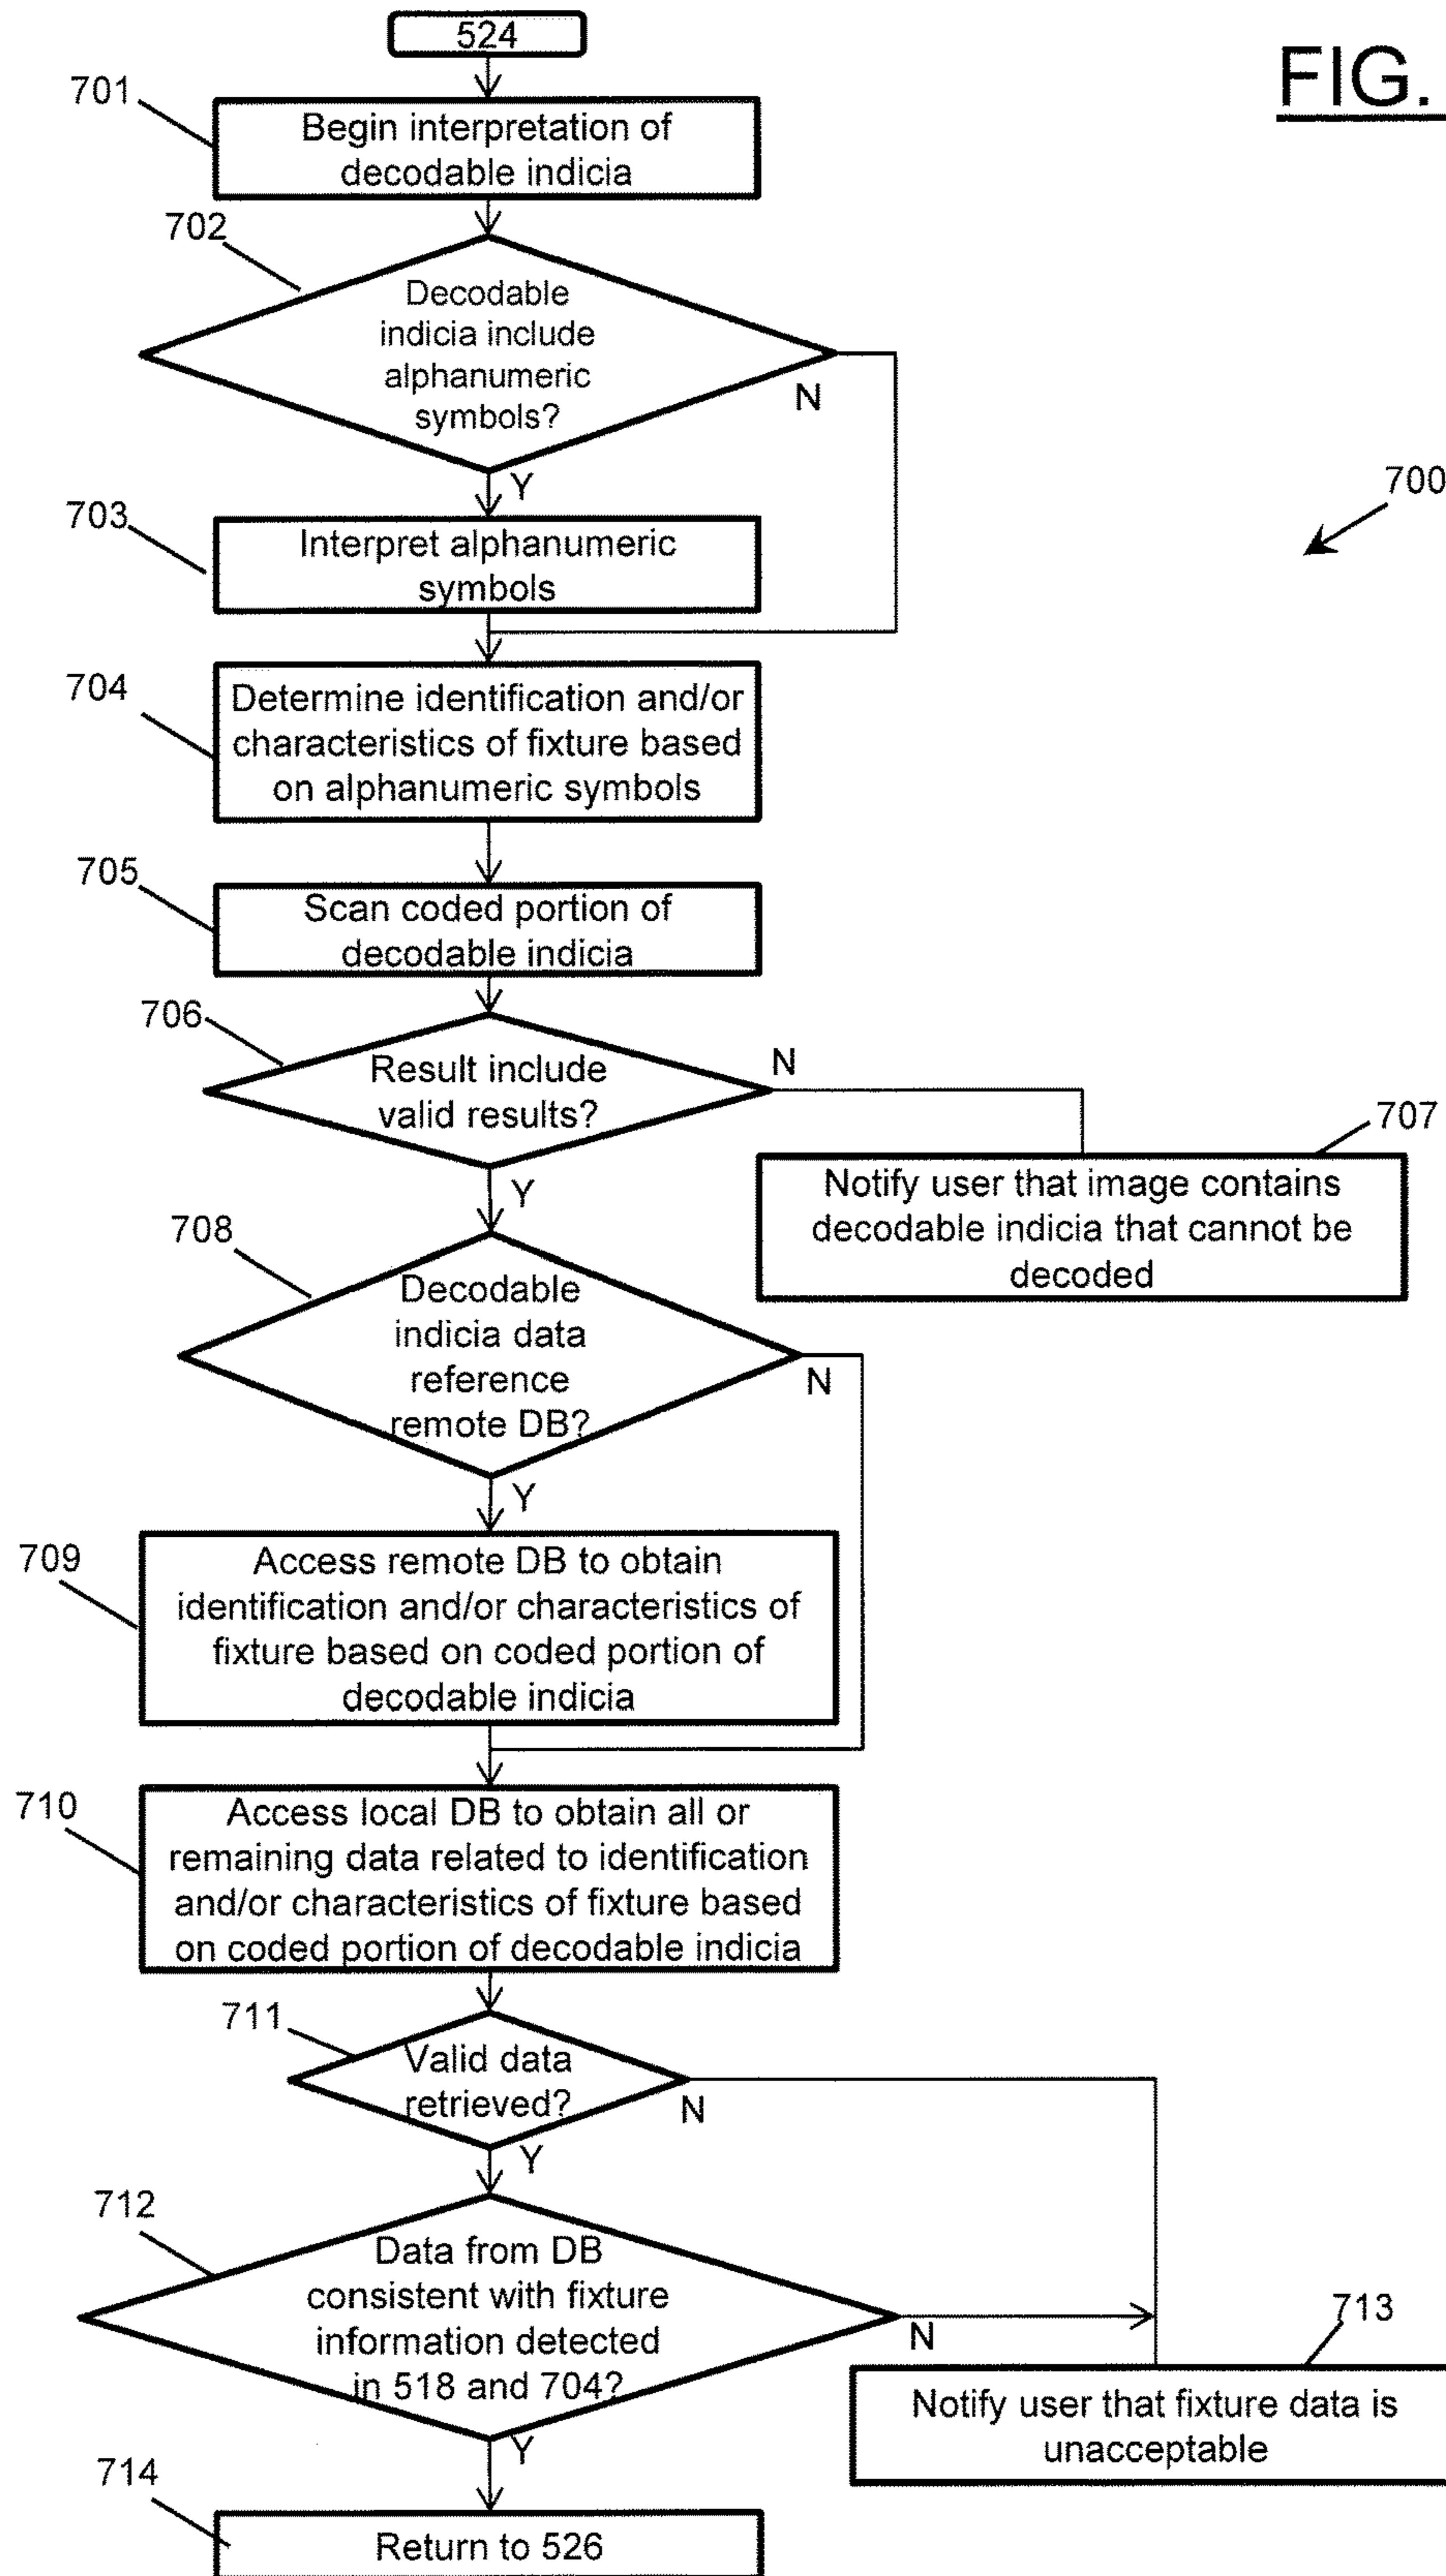 524
FIG.
701
Begin interpretation of
decodable indicia
702
Decodable
indicia include
alphanumeric
symbols?
N
Y
700
703
Interpret alphanumeric
symbols
704
Determine identification and/or
characteristics of fixture based
on alphanumeric symbols
705
Scan coded portion of
decodable indicia
706
Result include
valid results?
N
Y
707
Notify user that image contains
decodable indicia that cannot be
decoded
708
Decodable
indicia data
reference
remote DB?
N
Y
709
Access remote DB to obtain
identification and/or characteristics of
fixture based on coded portion of
decodable indicia
710
Access local DB to obtain all or
remaining data related to identification
and/or characteristics of fixture based
on coded portion of decodable indicia
711
Valid data
retrieved?
N
Y
712
Data from DB
consistent with fixture
information detected
in 518 and 704?
N
Y
713
Notify user that fixture data is
unacceptable
714
Return to 526